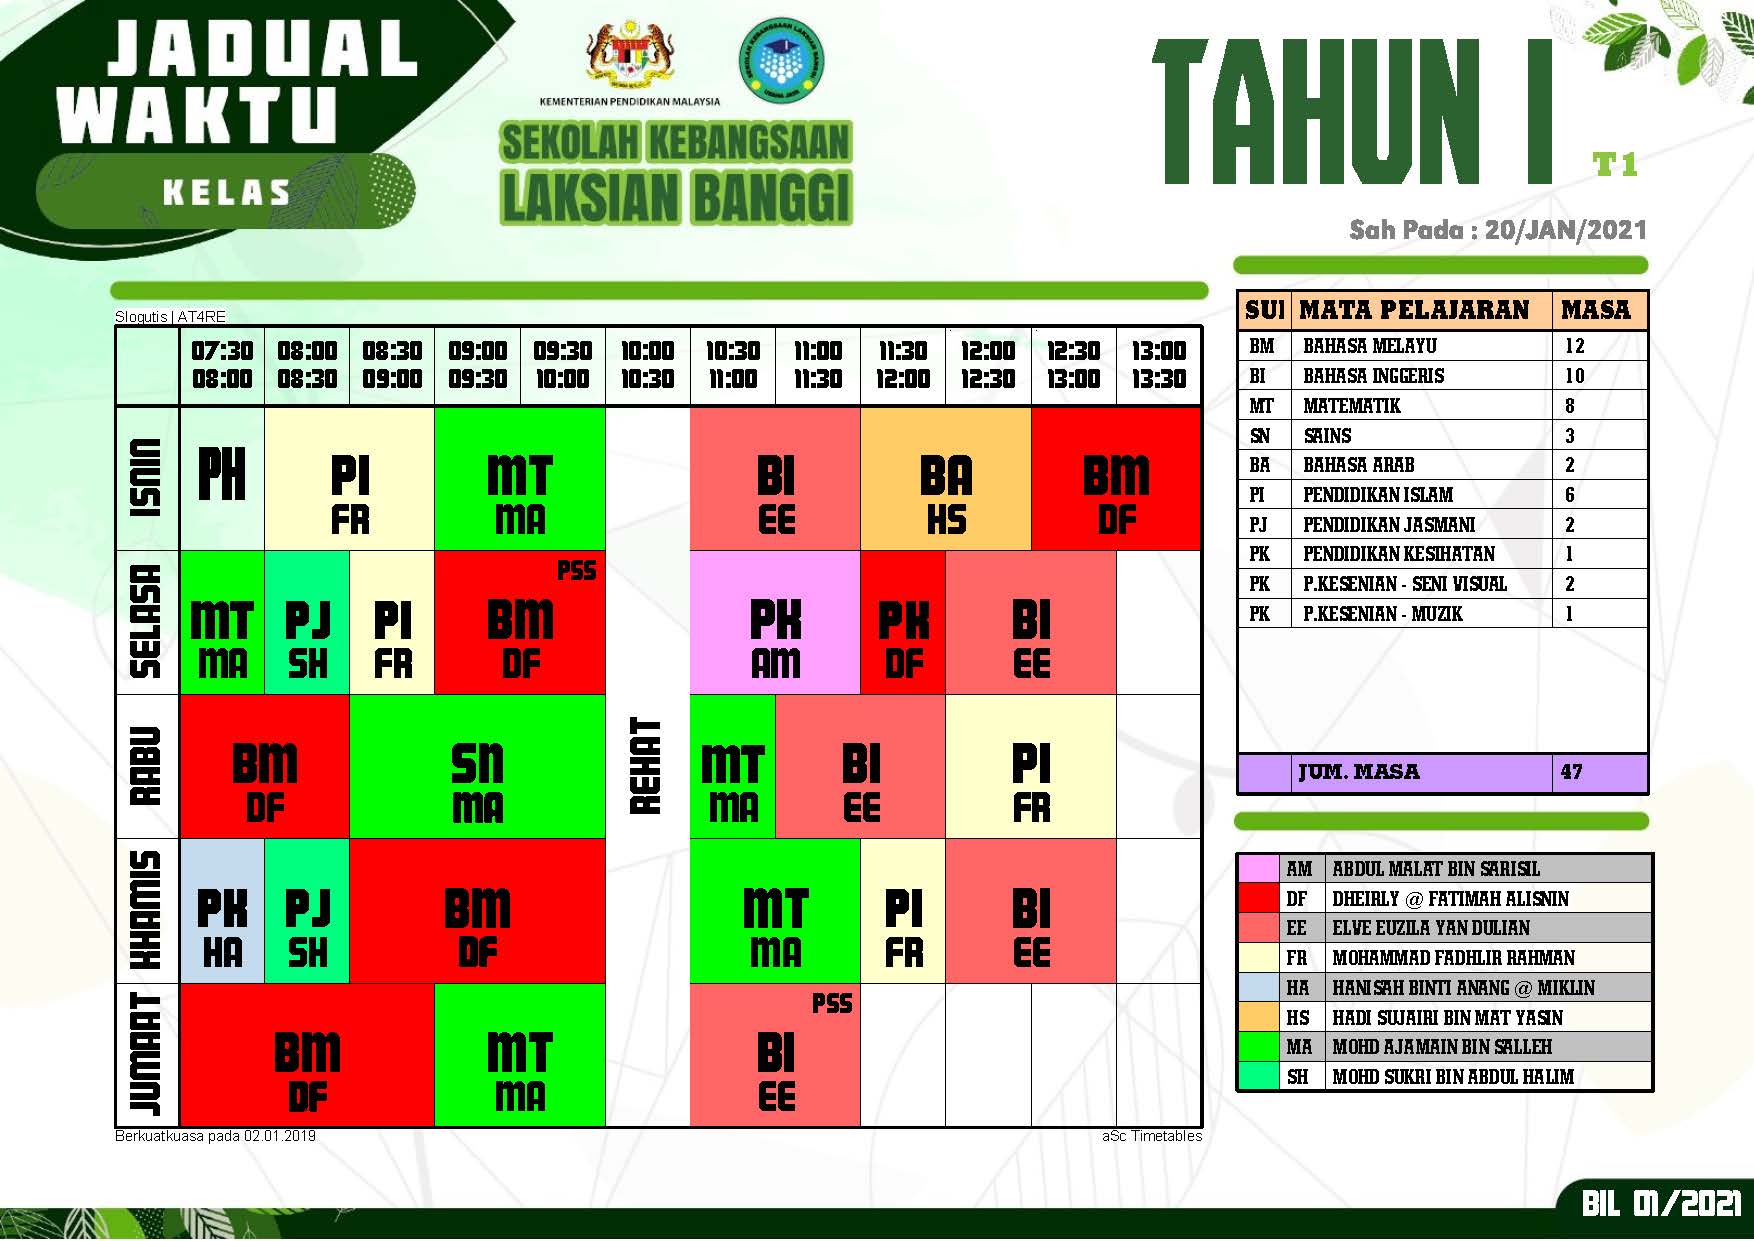 JADUAL
WAKTU
KELAS
KEMENTERIAN PENDIDIKAN MALAYSIA
SEKOLAH KEBANGSAAN
LAKSIAN BANGGI
TAHUN 1 T1
Sah Pada : 20/JAN/2021
Slogutis | AT4RE
07:30 08:00 08:30 09:00 09:30 10:00 10:30 11:00 11:30 12:00 12:30 13:00
08:00 08:30 09:00 09:30 10:00 10:30 11:00 11:30 12:00 12:30 13:00 13:30
ISNIN
PH PI MT BI BA BM
FR MA EE HS DF
SELASA
PSS
MT PJ PI BM PK PK BI
MA SH FR DF AM DF EE
REHAT
RABU
BM SN MT BI PI
DF MA MA EE FR
KHAMIS
PK PJ BM MT PI BI
HA SH DF MA FR EE
JUMAAT
PSS
BM MT BI
DF MA EE
Berkuatkuasa pada 02.01.2019
aSc Timetables
SUI MATA PELAJARAN MASA
BM BAHASA MELAYU 12
BI BAHASA INGGERIS 10
MT MATEMATIK 8
SN SAINS 3
BA BAHASA ARAB 2
PI PENDIDIKAN ISLAM 6
PJ PENDIDIKAN JASMANI 2
PK PENDIDIKAN KESIHATAN 1
PK P.KESENIAN - SENI VISUAL 2
PK P.KESENIAN - MUZIK 1
JUM. MASA 47
AM ABDUL MALAT BIN SARISIL
DF DHEIRLY @ FATIMAH ALISNIN
EE ELVE EUZILA YAN DULIAN
FR MOHAMMAD FADHLIR RAHMAN
HA HANISAH BINTI ANANG @ MIKLIN
HS HADI SUJAIRI BIN MAT YASIN
MA MOHD AJAMAIN BIN SALLEH
SH MOHD SUKRI BIN ABDUL HALIM
BIL 01/2021